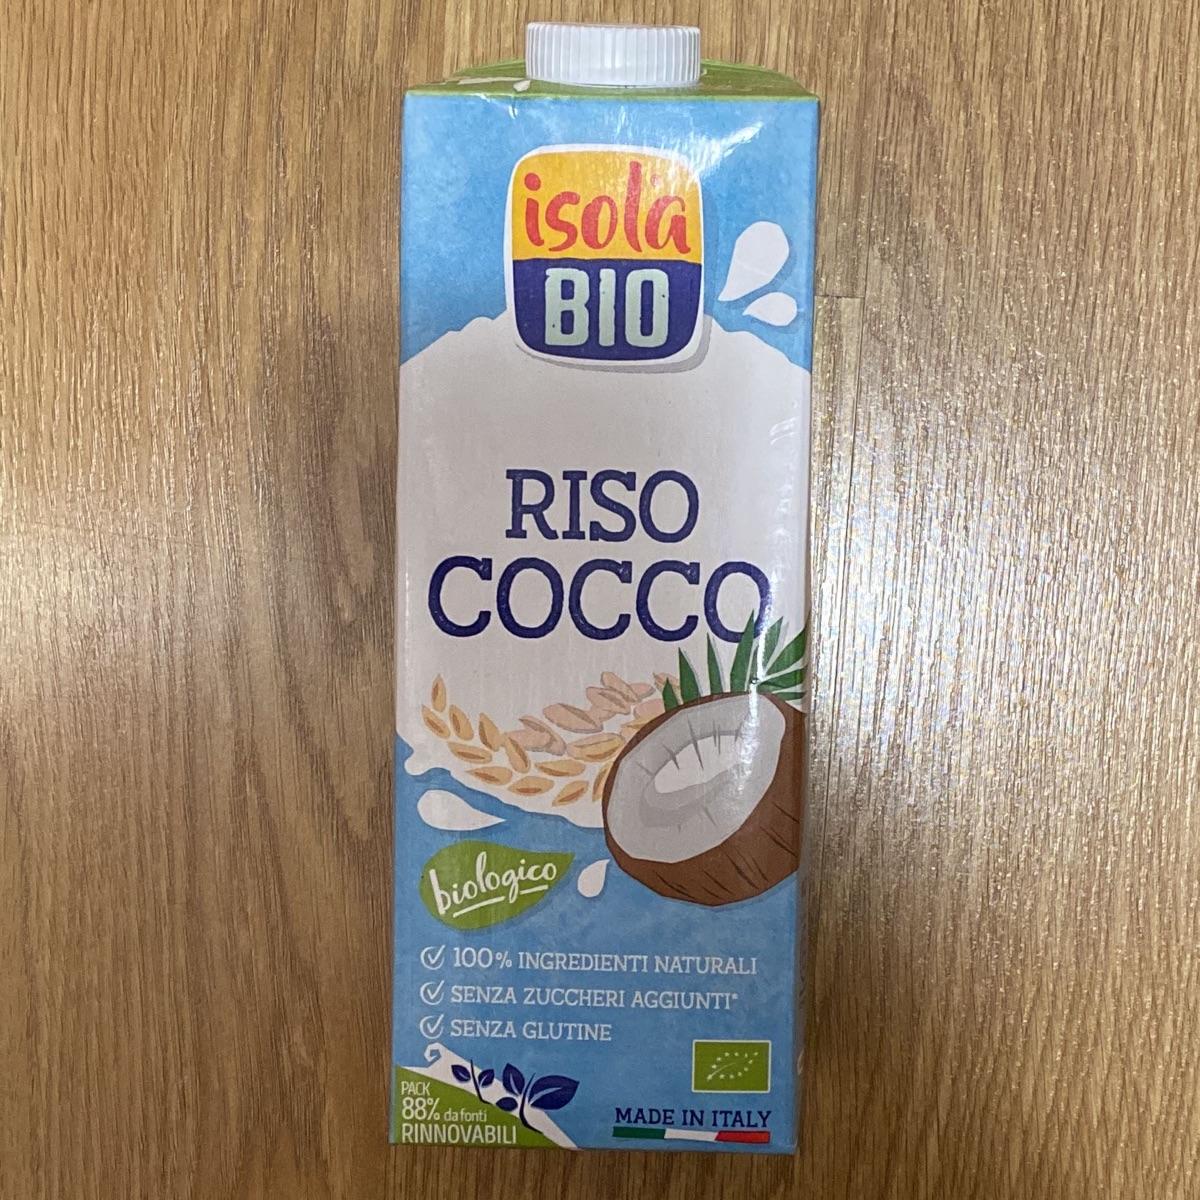 isola
BIO
RISO
COCCO
biologico
100% INGREDIENTI NATURALI
SENZA ZUCCHERI AGGIUNTI*
SENZA GLUTINE
PACK
88% da fonti
RINNOVABILI
MADE IN ITALY